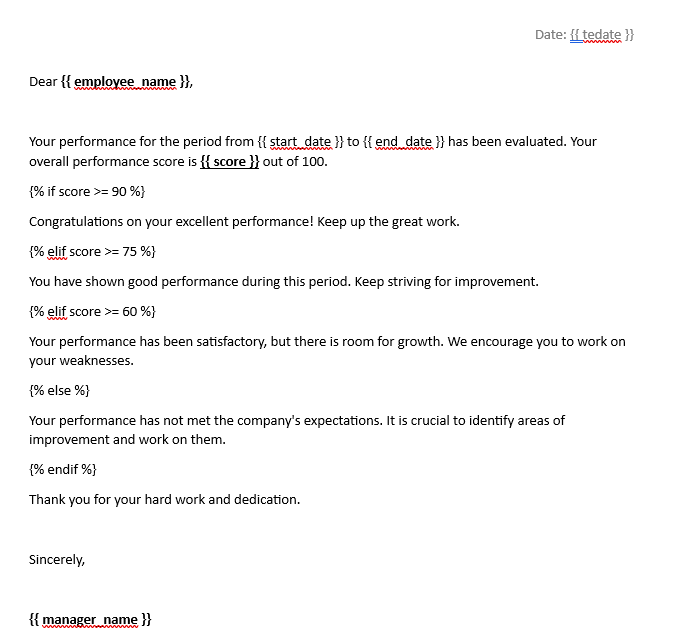 Date: {{ tedate }}
Dear {{ employee_name }},
Your performance for the period from {{ start_date }} to {{ end_date }} has been evaluated. Your
overall performance score is {{ score }} out of 100.
{% if score >= 90 %}
Congratulations on your excellent performance! Keep up the great work.
{% elif score >= 75 %}
You have shown good performance during this period. Keep striving for improvement.
{% elif score >= 60 %}
Your performance has been satisfactory, but there is room for growth. We encourage you to work on
your weaknesses.
{% else %}
Your performance has not met the company's expectations. It is crucial to identify areas of
improvement and work on them.
{% endif %}
Thank you for your hard work and dedication.
Sincerely,
{{ manager_name }}